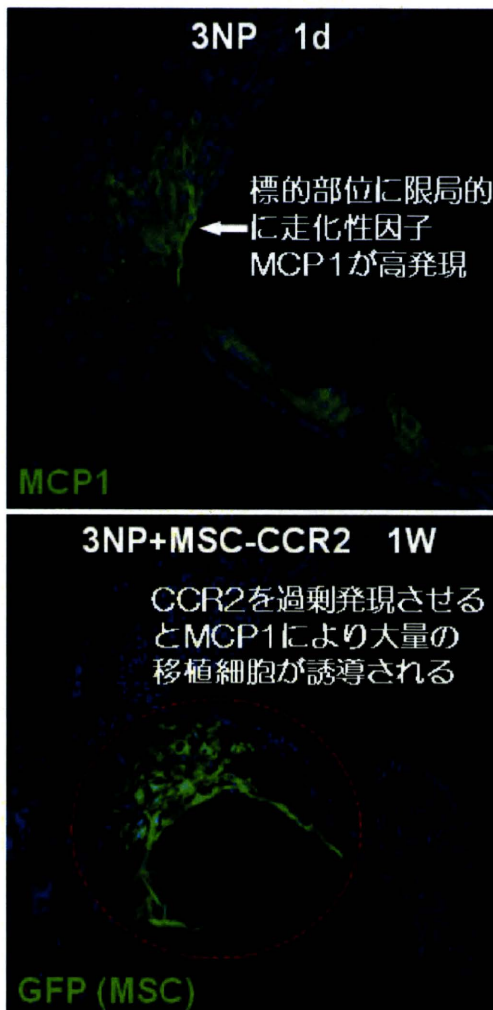 3NP 1d
標的部位に限局的
に走化性因子
MCP1が高発現
MCP1
3NP+MSC-CCR2 1W
CCR2を過剰発現させる
とMCP1により大量の
移植細胞が誘導される
GFP (MSC)